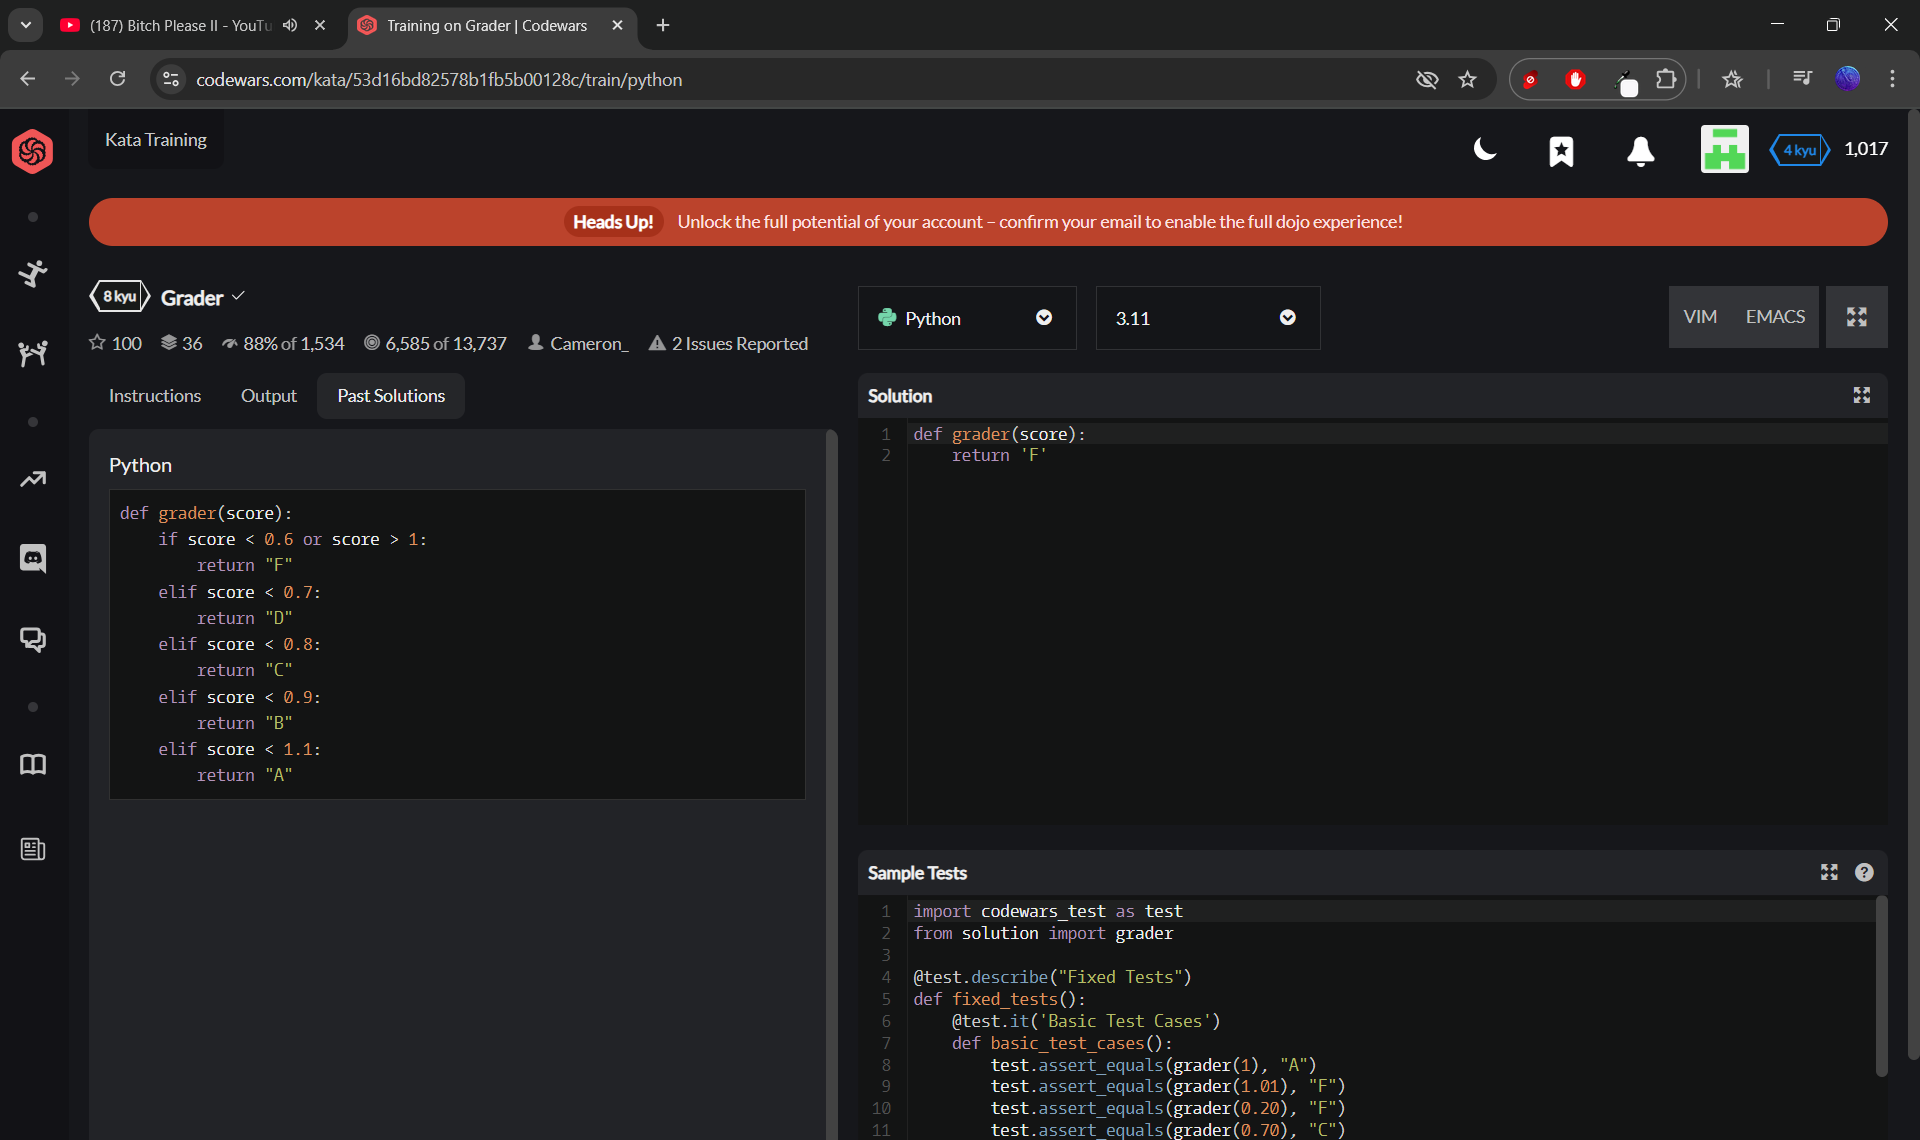 (187) Bitch Please II - YouTu
Training on Grader | Codewars
codewars.com/kata/53d16bd82578b1fb5b00128c/train/python
Kata Training
4 kyu
1,017
Heads Up! Unlock the full potential of your account – confirm your email to enable the full dojo experience!
8 kyu
Grader
100
36
88% of 1,534
6,585 of 13,737
Cameron_
2 Issues Reported
Python
3.11
VIM
EMACS
Instructions
Output
Past Solutions
Python
def grader(score):
    if score < 0.6 or score > 1:
        return "F"
    elif score < 0.7:
        return "D"
    elif score < 0.8:
        return "C"
    elif score < 0.9:
        return "B"
    elif score < 1.1:
        return "A"
Solution
1 def grader(score):
2     return 'F'
Sample Tests
1 import codewars_test as test
2 from solution import grader
3
4 @test.describe("Fixed Tests")
5 def fixed_tests():
6     @test.it('Basic Test Cases')
7     def basic_test_cases():
8         test.assert_equals(grader(1), "A")
9         test.assert_equals(grader(1.01), "F")
10         test.assert_equals(grader(0.20), "F")
11         test.assert_equals(grader(0.70), "C")